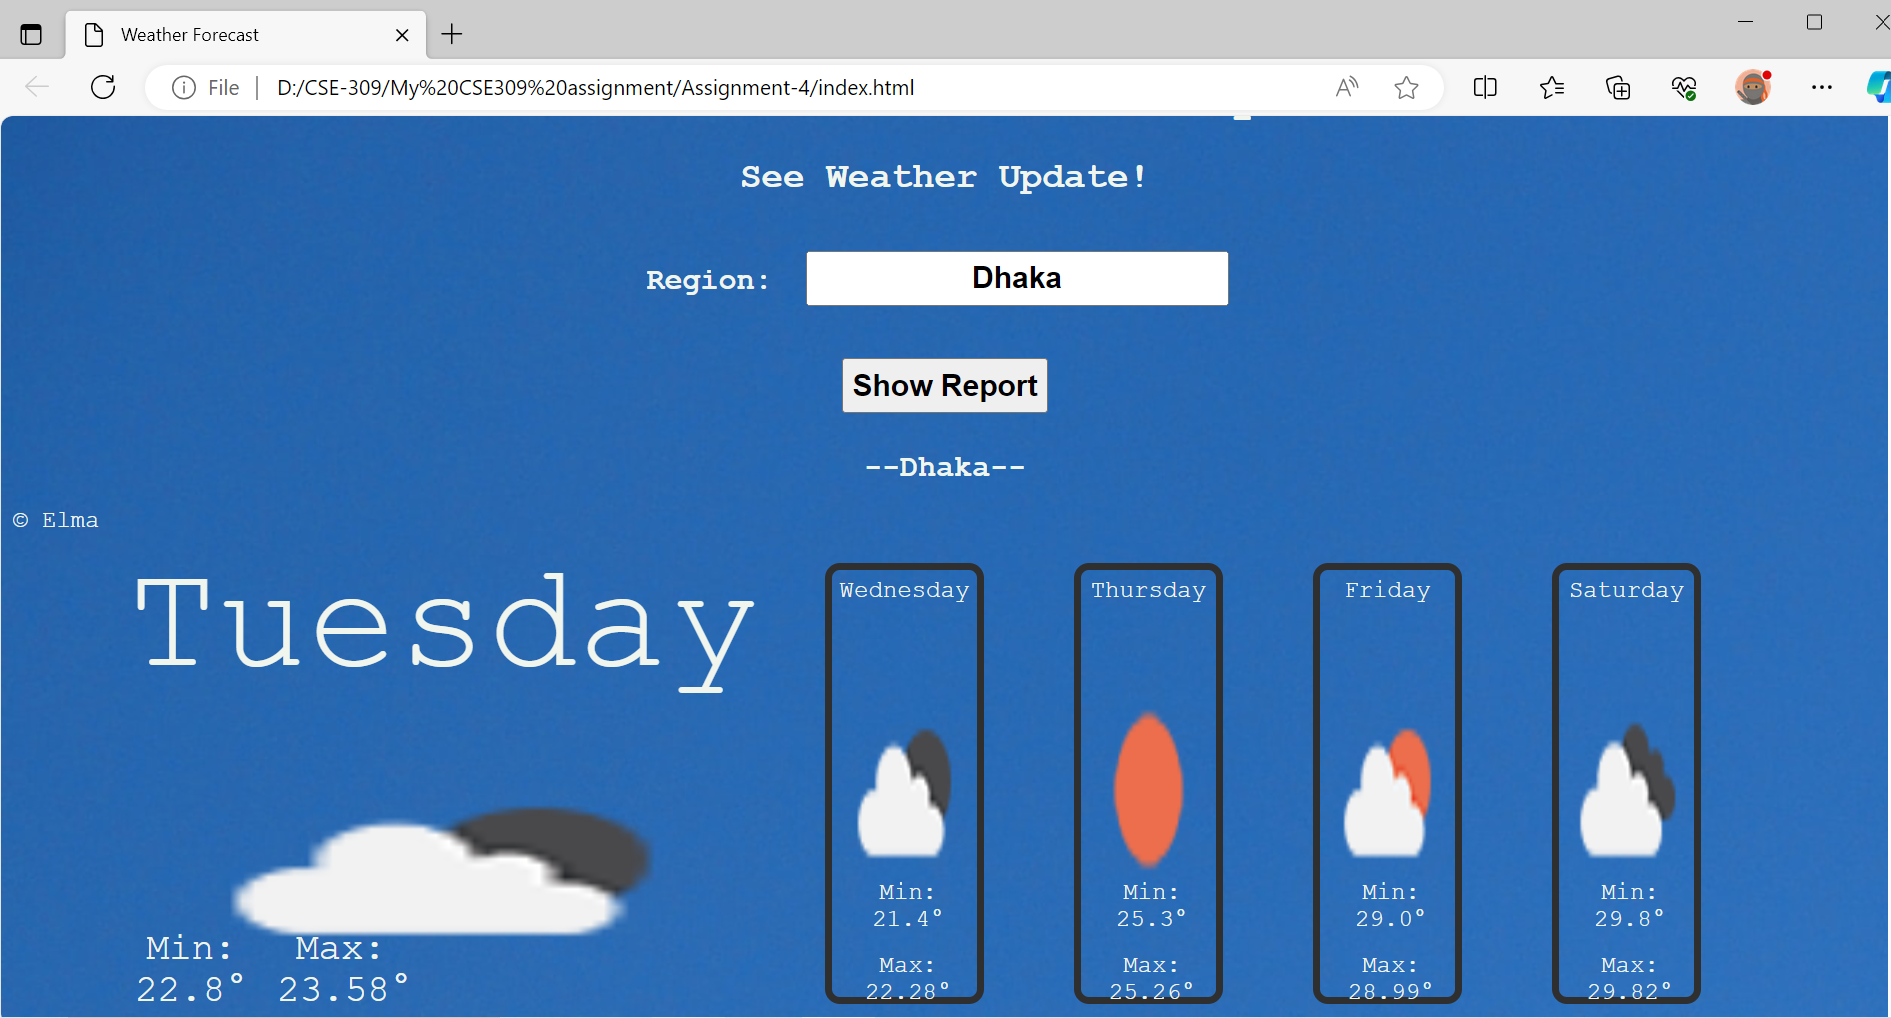 Weather Forecast
File
D:/CSE-309/My%20CSE309%20assignment/Assignment-4/index.html
See Weather Update!
Region: Dhaka
Show Report
--Dhaka--
© Elma
Tuesday
Min: Max:
22.8° 23.58°
Wednesday
Min:
21.4°
Max:
22.28°
Thursday
Min:
25.3°
Max:
25.26°
Friday
Min:
29.0°
Max:
28.99°
Saturday
Min:
29.8°
Max:
29.82°